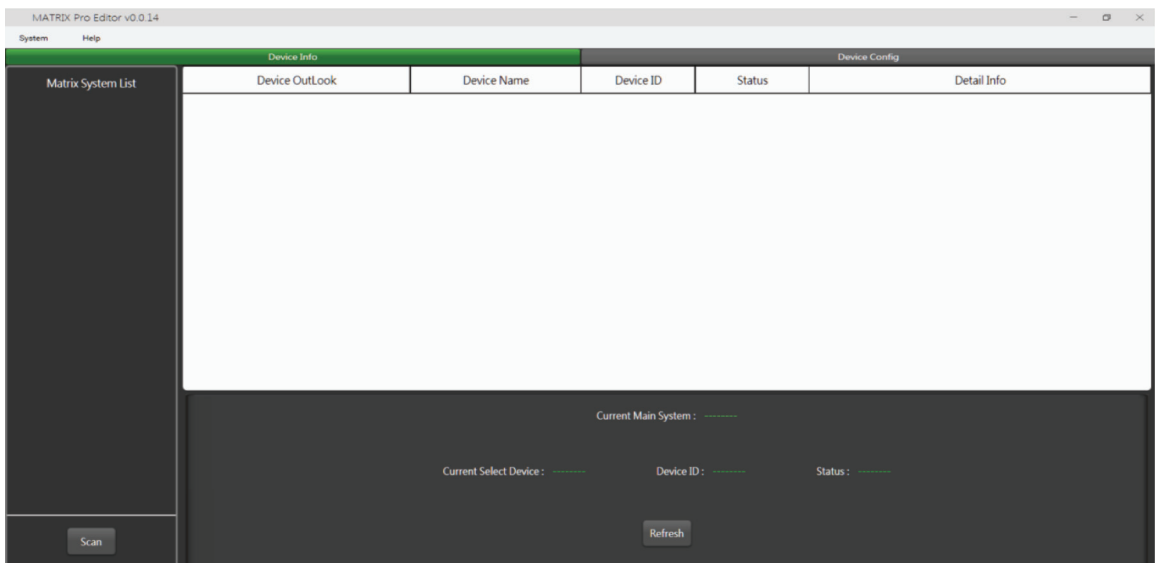 MATRIX Pro Editor v0.0.14
System Help
Device Info Device Config
Matrix System List Device OutLook Device Name Device ID Status Detail Info
Current Main System : --------
Current Select Device : -------- Device ID : -------- Status : --------
Refresh
Scan